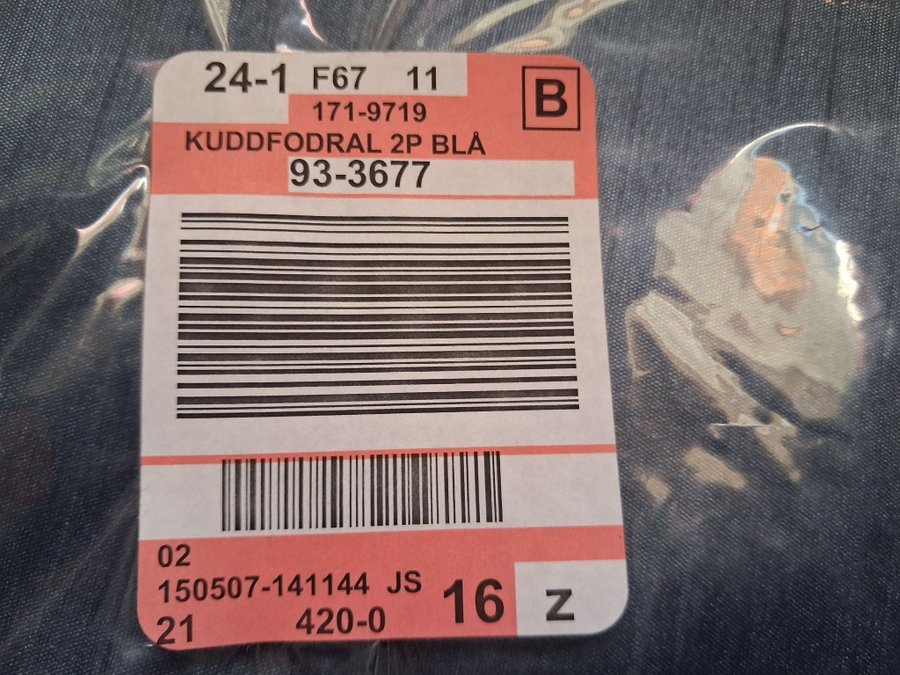 24-1 F67 11
B
171-9719
KUDDFODRAL 2P BLÅ
93-3677
02
150507-141144 JS
16
z
21
420-0